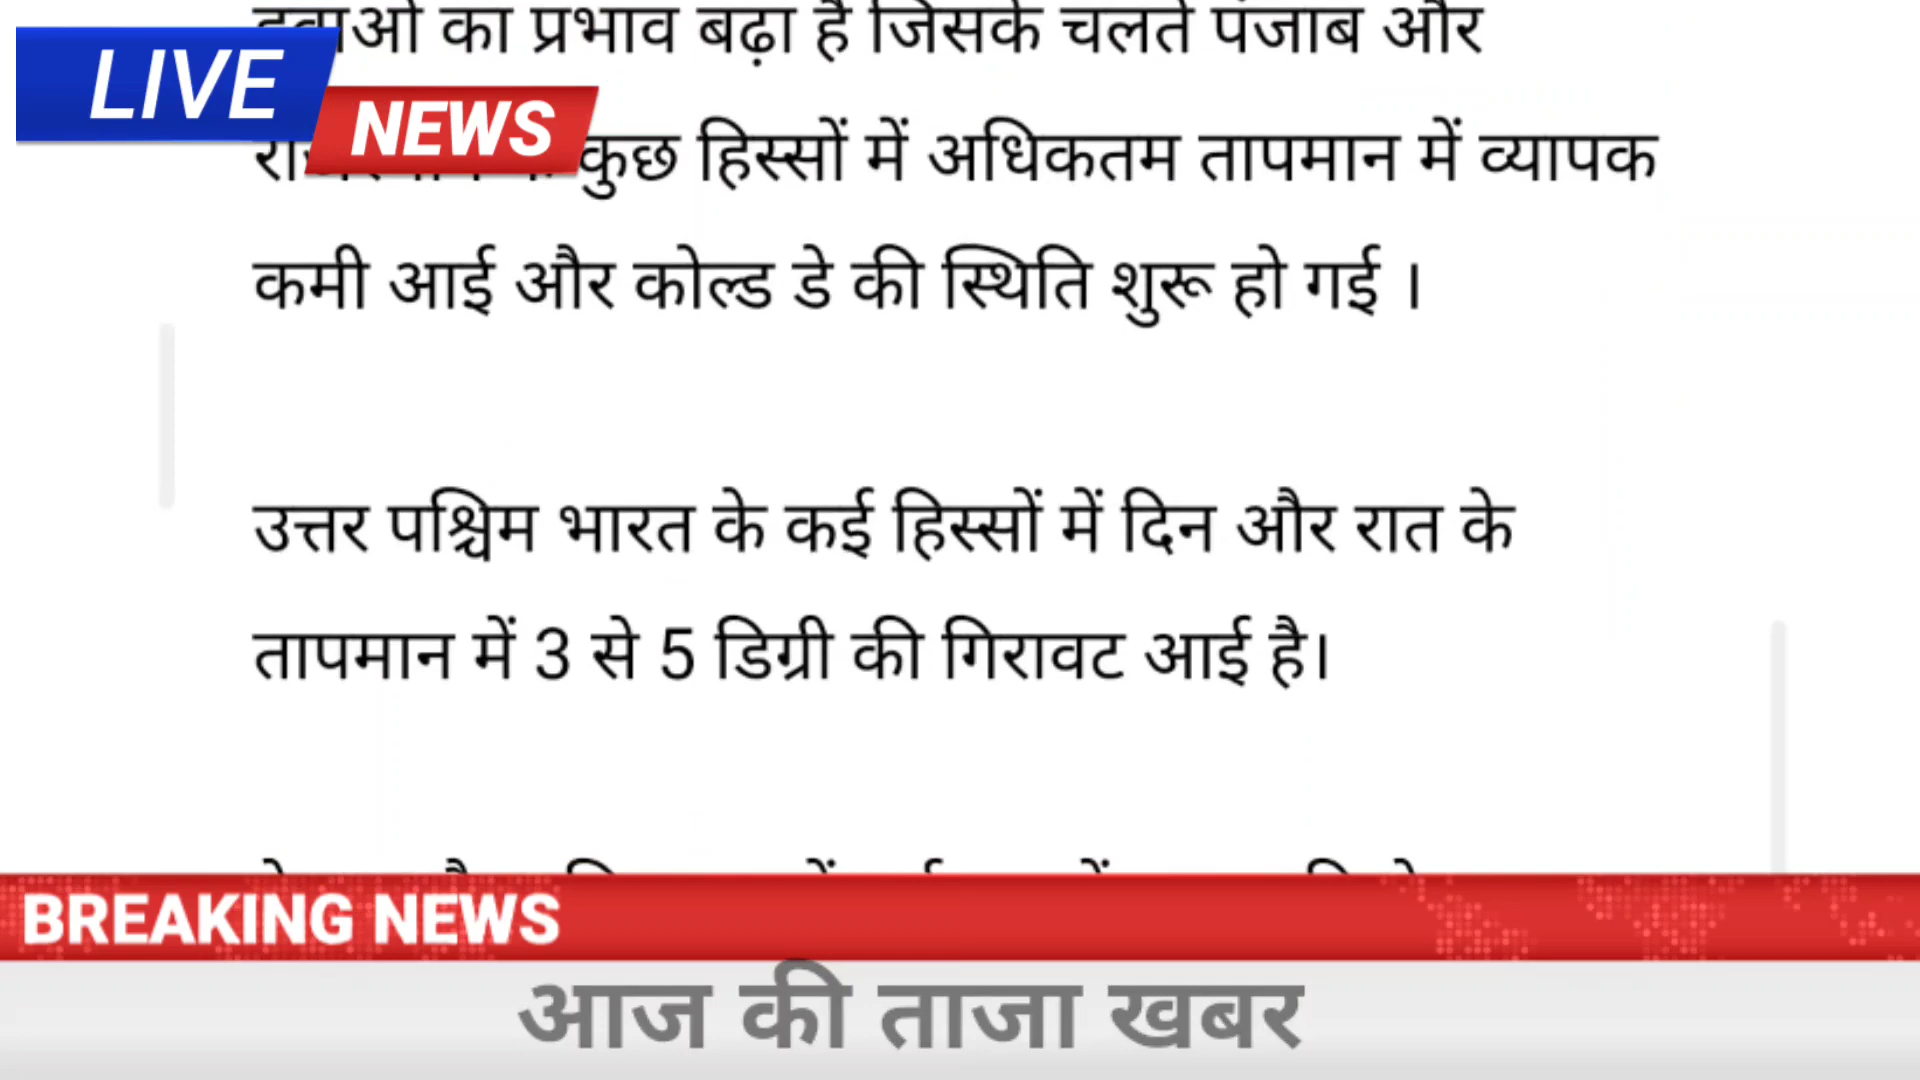 का प्रभाव बढ़ा है जिसके चलते पंजाब और
LIVE
NEWS
कुछ हिस्सों में अधिकतम तापमान में व्यापक
कमी आई और कोल्ड डे की स्थिति शुरू हो गई ।
उत्तर पश्चिम भारत के कई हिस्सों में दिन और रात के
तापमान में 3 से 5 डिग्री की गिरावट आई है।
BREAKING NEWS
आज की ताजा खबर